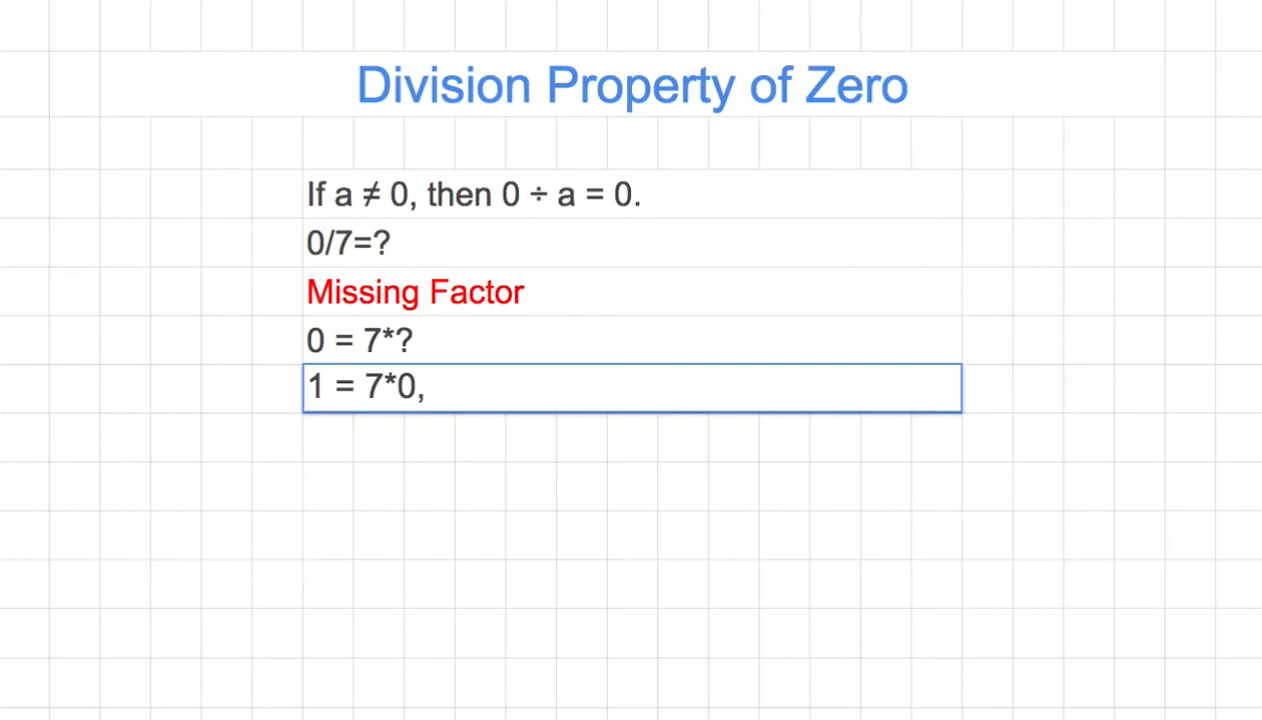 Division Property of Zero
If a ≠ 0, then 0 ÷ a = 0.
0/7=?
Missing Factor
0 = 7*?
1 = 7*0,